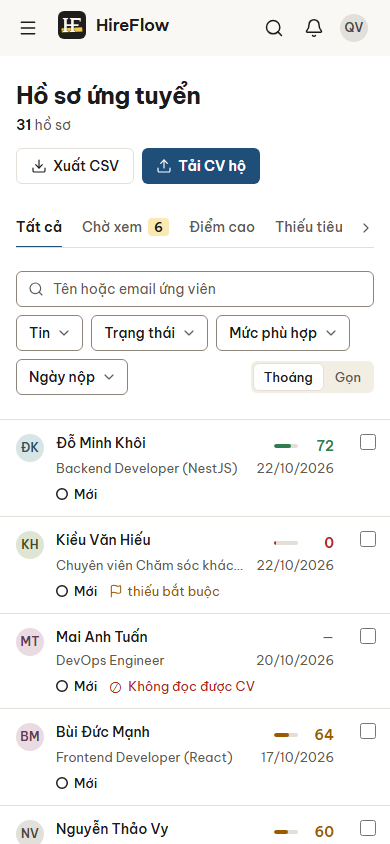 HF HireFlow QV
Hồ sơ ứng tuyển
31 hồ sơ
Xuất CSV Tải CV hộ
Tất cả Chờ xem 6 Điểm cao Thiếu tiêu
Tên hoặc email ứng viên
Tin Trạng thái Mức phù hợp
Ngày nộp Thoáng Gọn
ĐK Đỗ Minh Khôi 72
Backend Developer (NestJS) 22/10/2026
Mới
KH Kiều Văn Hiếu 0
Chuyên viên Chăm sóc khác... 22/10/2026
Mới thiếu bắt buộc
MT Mai Anh Tuấn –
DevOps Engineer 20/10/2026
Mới Không đọc được CV
BM Bùi Đức Mạnh 64
Frontend Developer (React) 17/10/2026
Mới
NV Nguyễn Thảo Vy 60